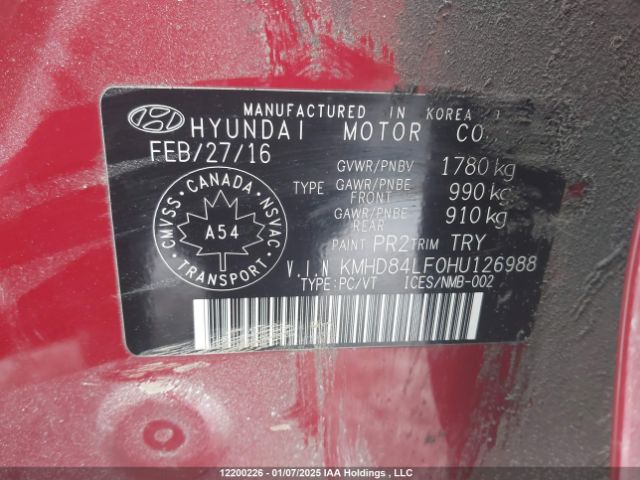 MANUFACTURED IN KOREA
HYUNDAI MOTOR CO.
FEB/27/16
GVWR/PNBV 1780 kg
TYPE GAWR/PNBE FRONT 990 kg
GAWR/PNBE REAR 910 kg
PAINT PR2 TRIM TRY
V.I.N KMHD84LF0HU126988
TYPE:PC/VT ICES/NMB-002
CANADA
CMVSS
NSVAC
A54
TRANSPORT
12200226 - 01/07/2025 IAA Holdings , LLC